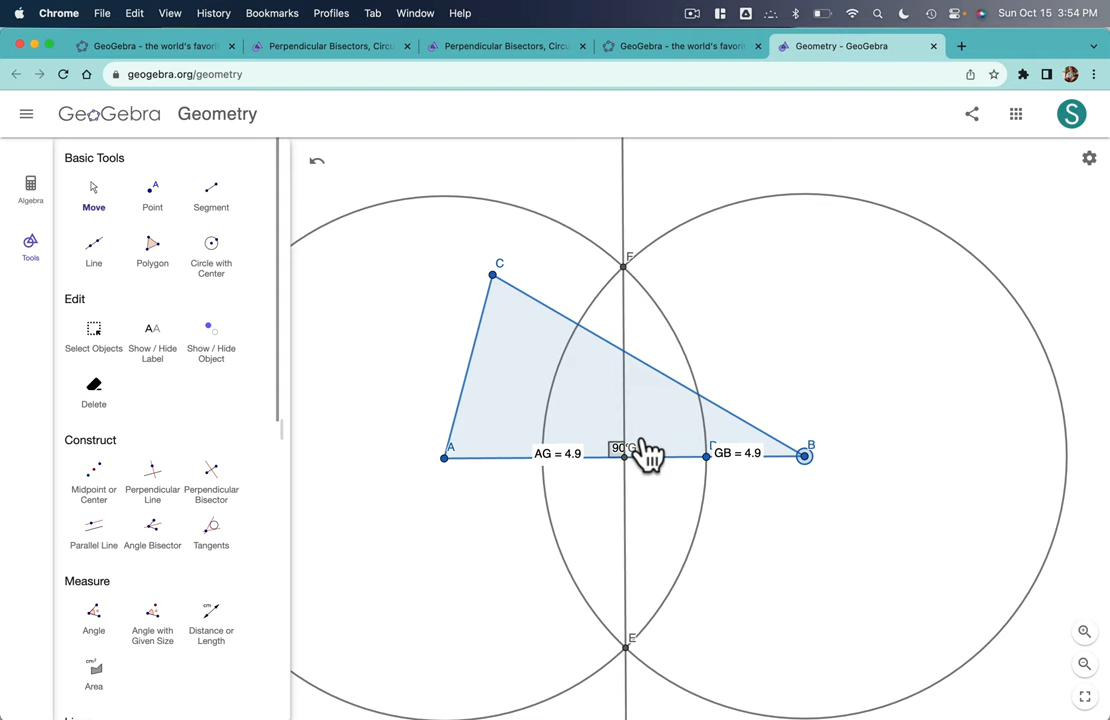 Chrome File Edit View History Bookmarks Profiles Tab Window Help Sun Oct 15 3:54 PM
GeoGebra - the world's favori Perpendicular Bisectors, Circu Perpendicular Bisectors, Circu GeoGebra - the world's favori Geometry - GeoGebra
geogebra.org/geometry
GeoGebra Geometry S
Algebra
Tools
Basic Tools
Move Point Segment
Line Polygon Circle with Center
Edit
Select Objects Show / Hide Label Show / Hide Object
Delete
Construct
Midpoint or Center Perpendicular Line Perpendicular Bisector
Parallel Line Angle Bisector Tangents
Measure
Angle Angle with Given Size Distance or Length
Area
F
C
A AG = 4.9 90° G GB = 4.9 B
E